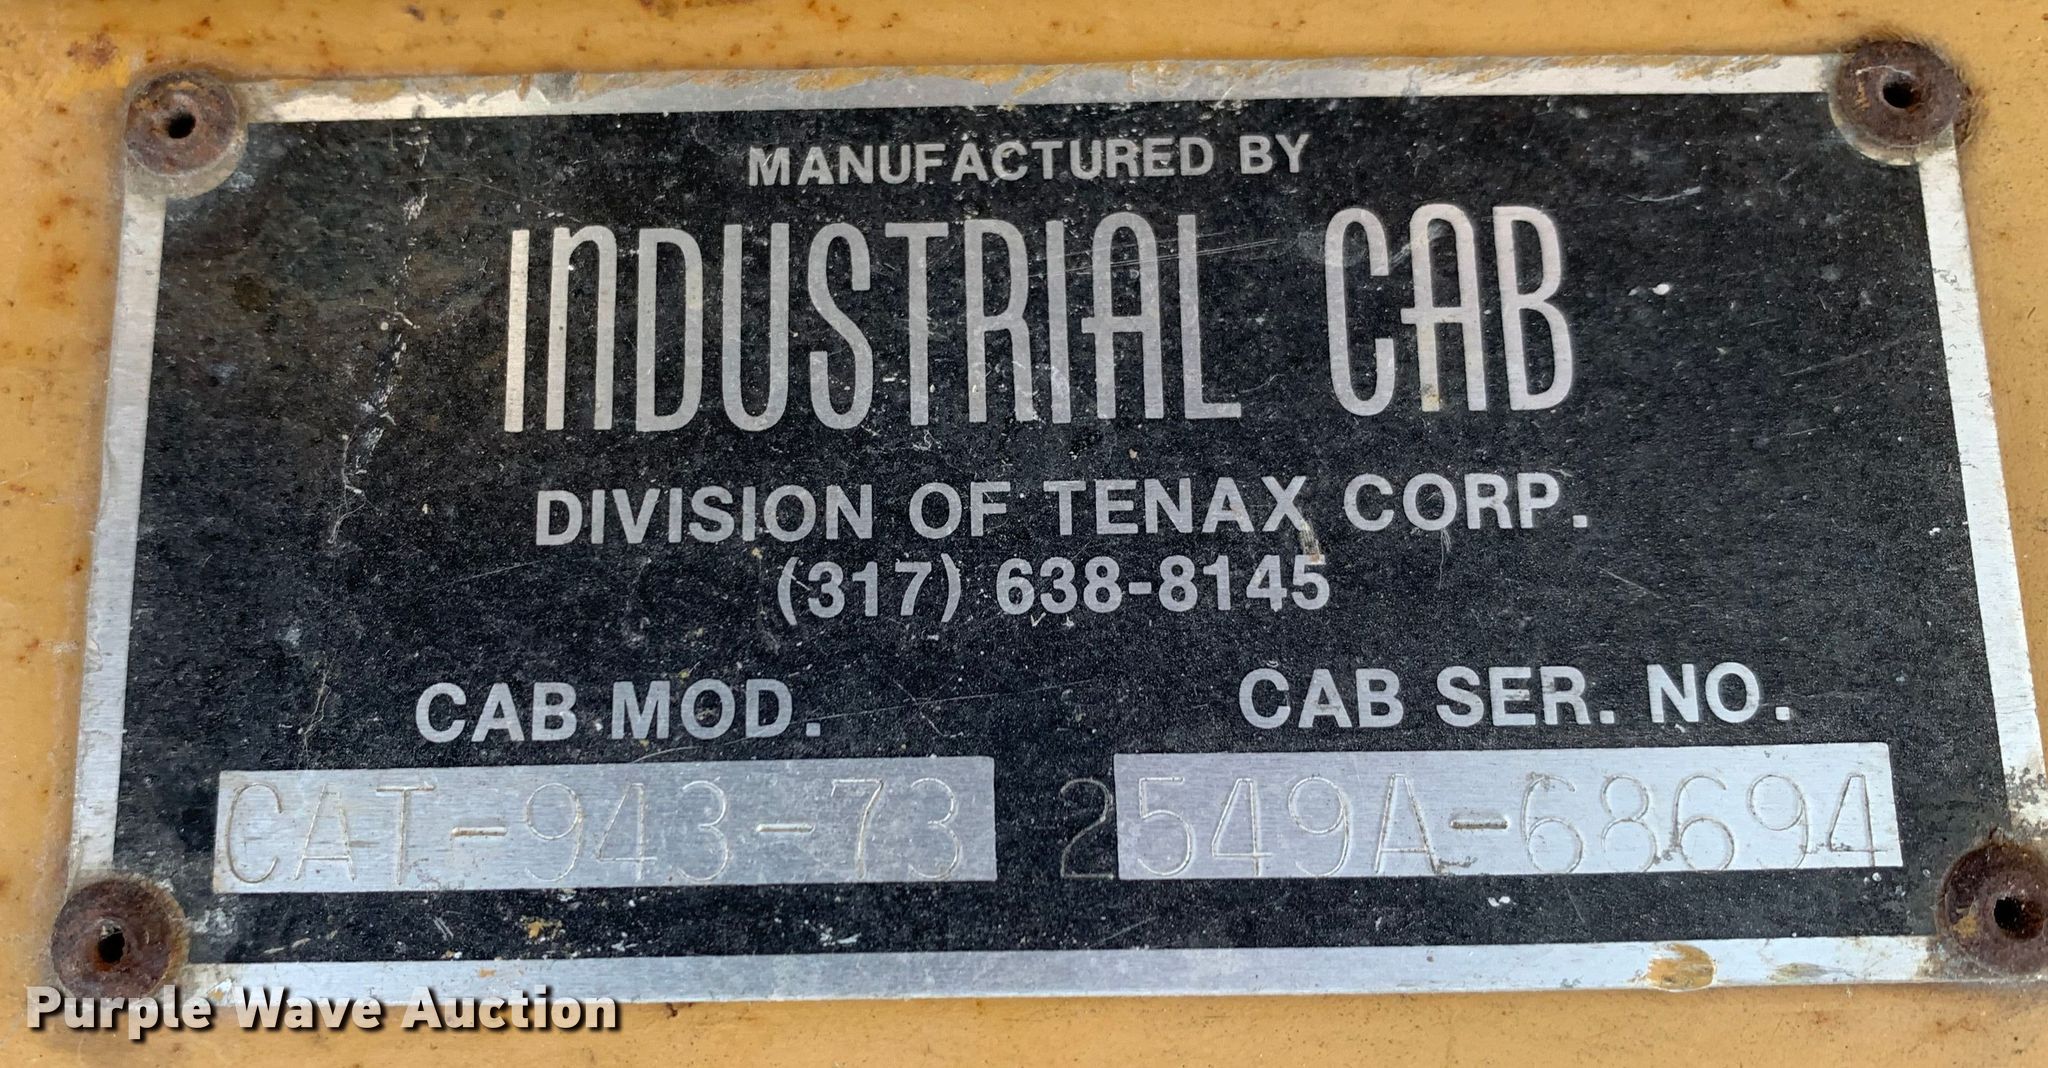 MANUFACTURED BY
INDUSTRIAL CAB
DIVISION OF TENAX CORP.
(317) 638-8145
CAB MOD. CAB SER. NO.
CAT-943-73 2549A-68694
Purple Wave Auction